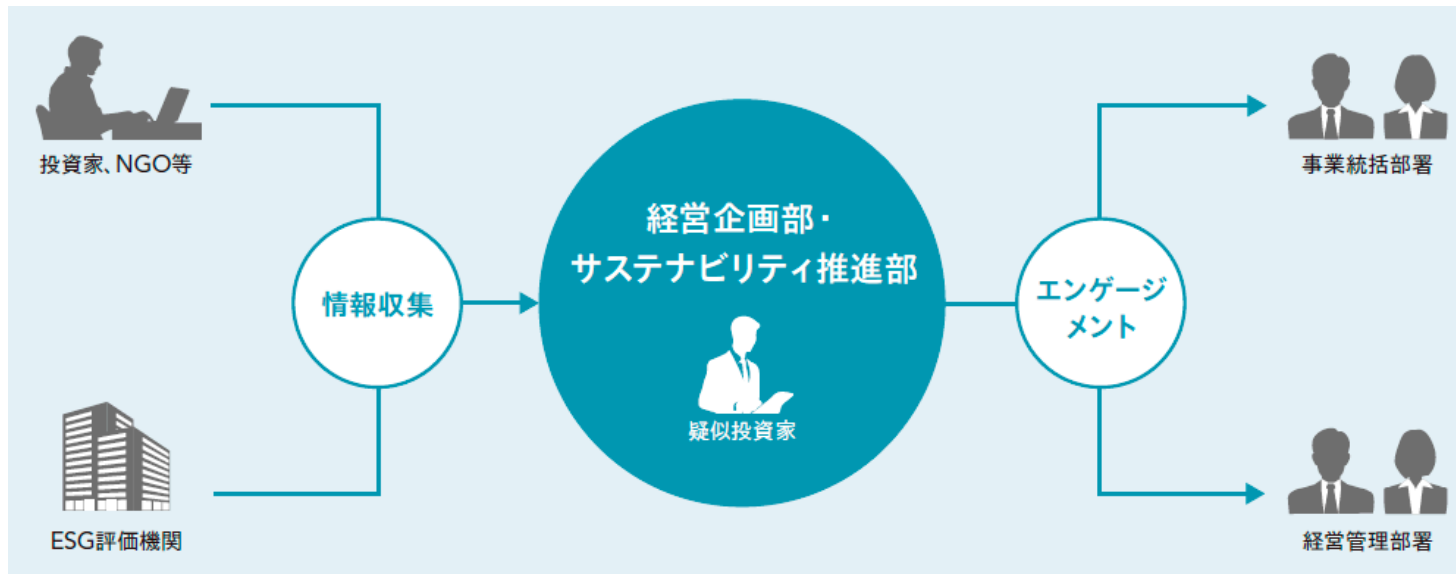 投資家、NGO等
ESG評価機関
情報収集
経営企画部・
サステナビリティ推進部
疑似投資家
エンゲージ
メント
事業統括部署
経営管理部署